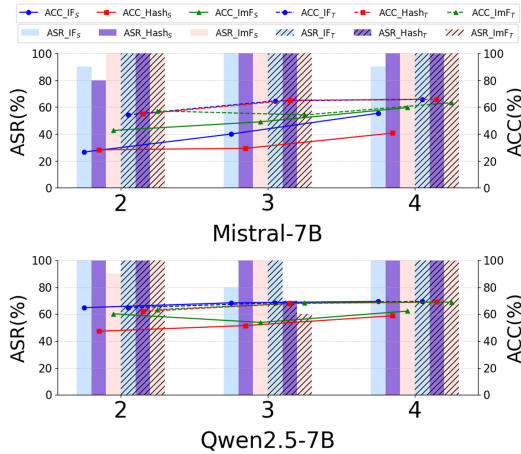 ACC_IF_S ACC_Hash_S ACC_ImF_S ACC_IF_T ACC_Hash_T ACC_ImF_T
ASR_IF_S ASR_Hash_S ASR_ImF_S ASR_IF_T ASR_Hash_T ASR_ImF_T
ASR(%)
100
80
60
40
20
0
2 3 4
Mistral-7B
100
80
60
40
20
0
ACC(%)
ASR(%)
100
80
60
40
20
0
2 3 4
Qwen2.5-7B
100
80
60
40
20
0
ACC(%)